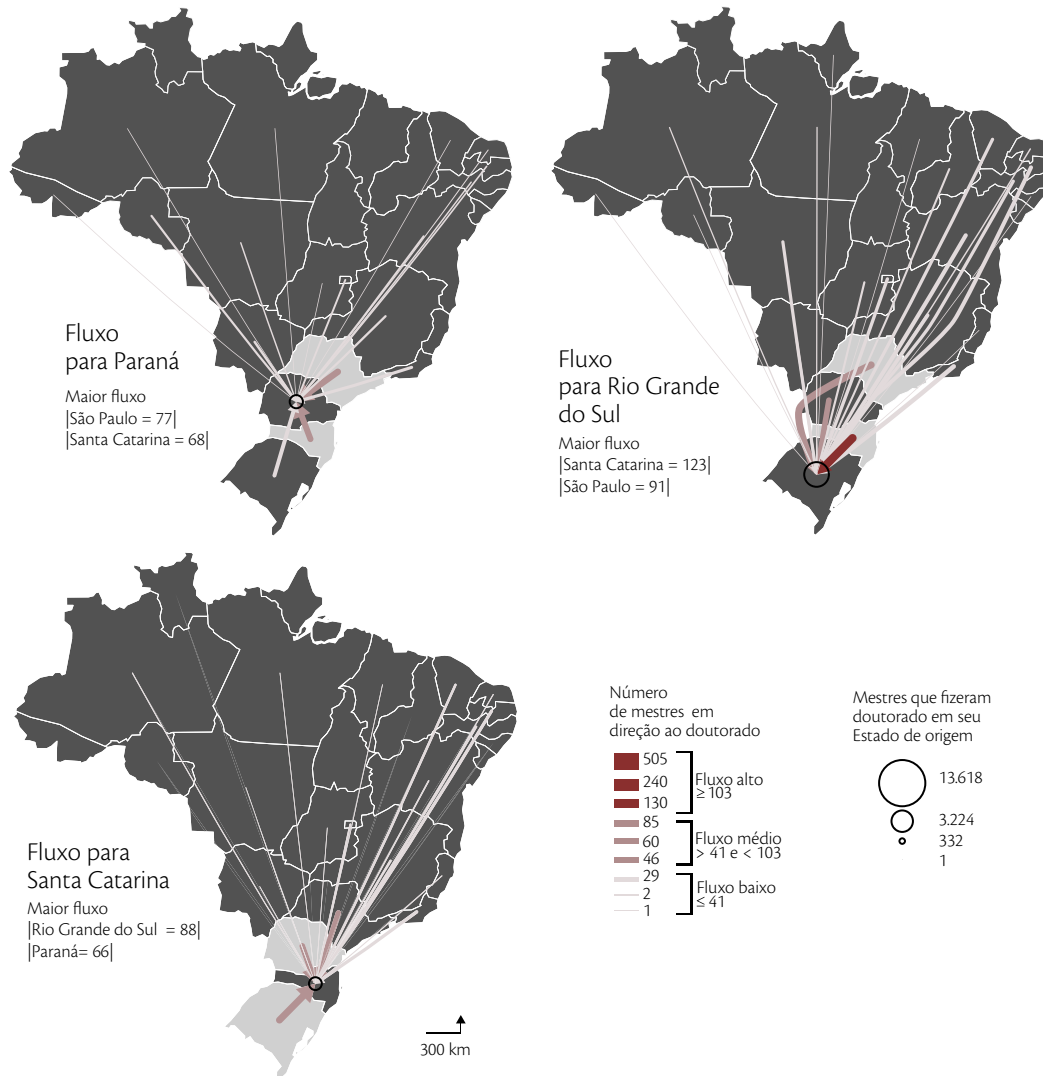 Fluxo
para Paraná
Maior fluxo
|São Paulo = 77|
|Santa Catarina = 68|
Fluxo
para Rio Grande
do Sul
Maior fluxo
|Santa Catarina = 123|
|São Paulo = 91|
Fluxo para
Santa Catarina
Maior fluxo
|Rio Grande do Sul = 88|
|Paraná= 66|
300 km
Número
de mestres em
direção ao doutorado
505
240
130
Fluxo alto
≥ 103
85
60
46
Fluxo médio
> 41 e < 103
29
2
1
Fluxo baixo
≤ 41
Mestres que fizeram
doutorado em seu
Estado de origem
13.618
3.224
332
1